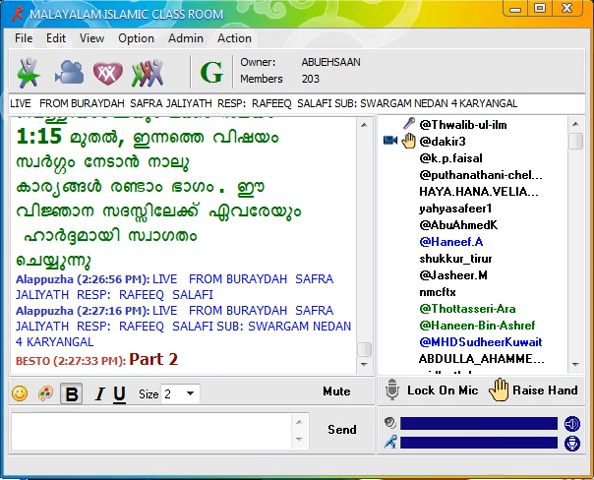 MALAYALAM ISLAMIC CLASS ROOM
File Edit View Option Admin Action
G
Owner: ABUEHSAAN
Members 203
LIVE FROM BURAYDAH SAFRA JALIYATH RESP: RAFEEQ SALAFI SUB: SWARGAM NEDAN 4 KARYANGAL
1:15 മുതൽ, ഇന്നത്തെ വിഷയം
സ്വർഗ്ഗം നേടാൻ നാലു
കാര്യങ്ങൾ രണ്ടാം ഭാഗം . ഈ
വിജ്ഞാന സദസ്സിലേക്ക് ഏവരേയും
ഹാർദ്ദമായി സ്വാഗതം
ചെയ്യുന്നു
Alappuzha (2:26:56 PM): LIVE FROM BURAYDAH SAFRA
JALIYATH RESP: RAFEEQ SALAFI
Alappuzha (2:27:16 PM): LIVE FROM BURAYDAH SAFRA
JALIYATH RESP: RAFEEQ SALAFI SUB: SWARGAM NEDAN
4 KARYANGAL
BESTO (2:27:33 PM): Part 2
@Thwalib-ul-ilm
@dakir3
@k.p.faisal
@puthanathani-chel...
HAYA.HANA.VELIA...
yahyasafeer1
@AbuAhmedK
@Haneef.A
shukkur_tirur
@Jasheer.M
nmcftx
@Thottasseri-Ara
@Haneen-Bin-Ashref
@MHDSudheerKuwait
ABDULLA_AHAMME...
B I U Size 2 Mute
Lock On Mic Raise Hand
Send